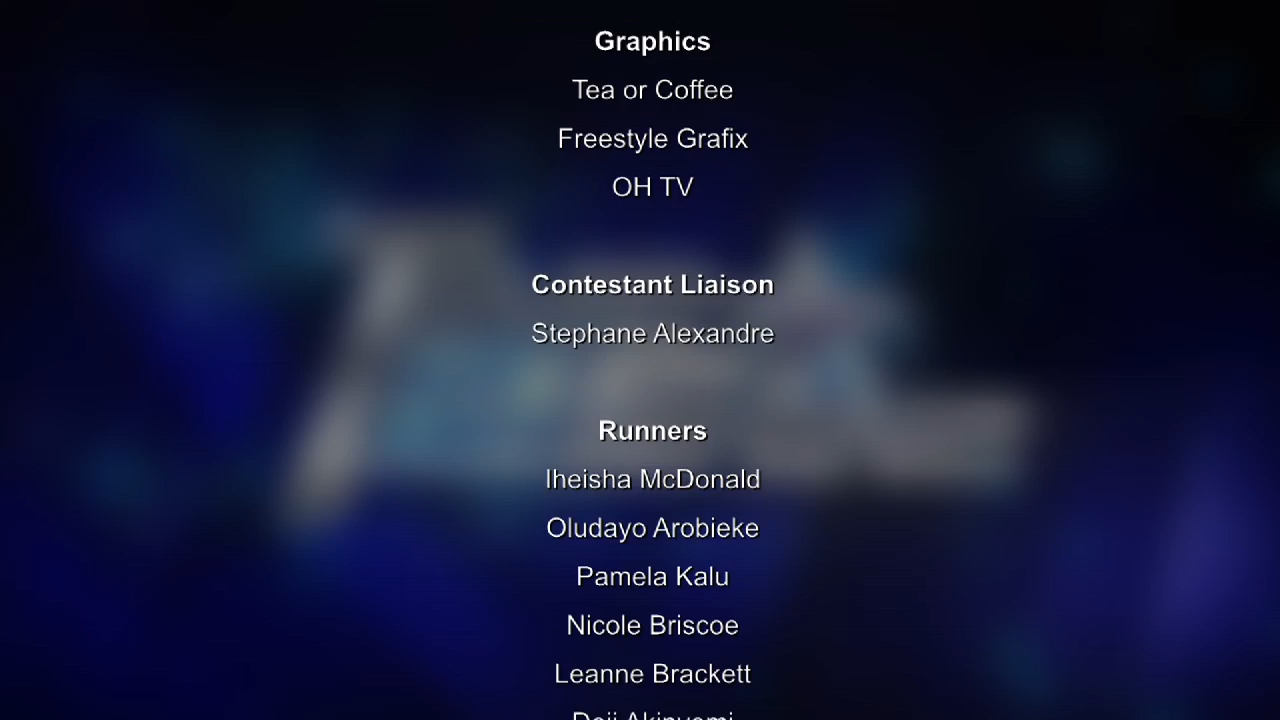 Graphics
Tea or Coffee
Freestyle Grafix
OH TV
Contestant Liaison
Stephane Alexandre
Runners
Iheisha McDonald
Oludayo Arobieke
Pamela Kalu
Nicole Briscoe
Leanne Brackett